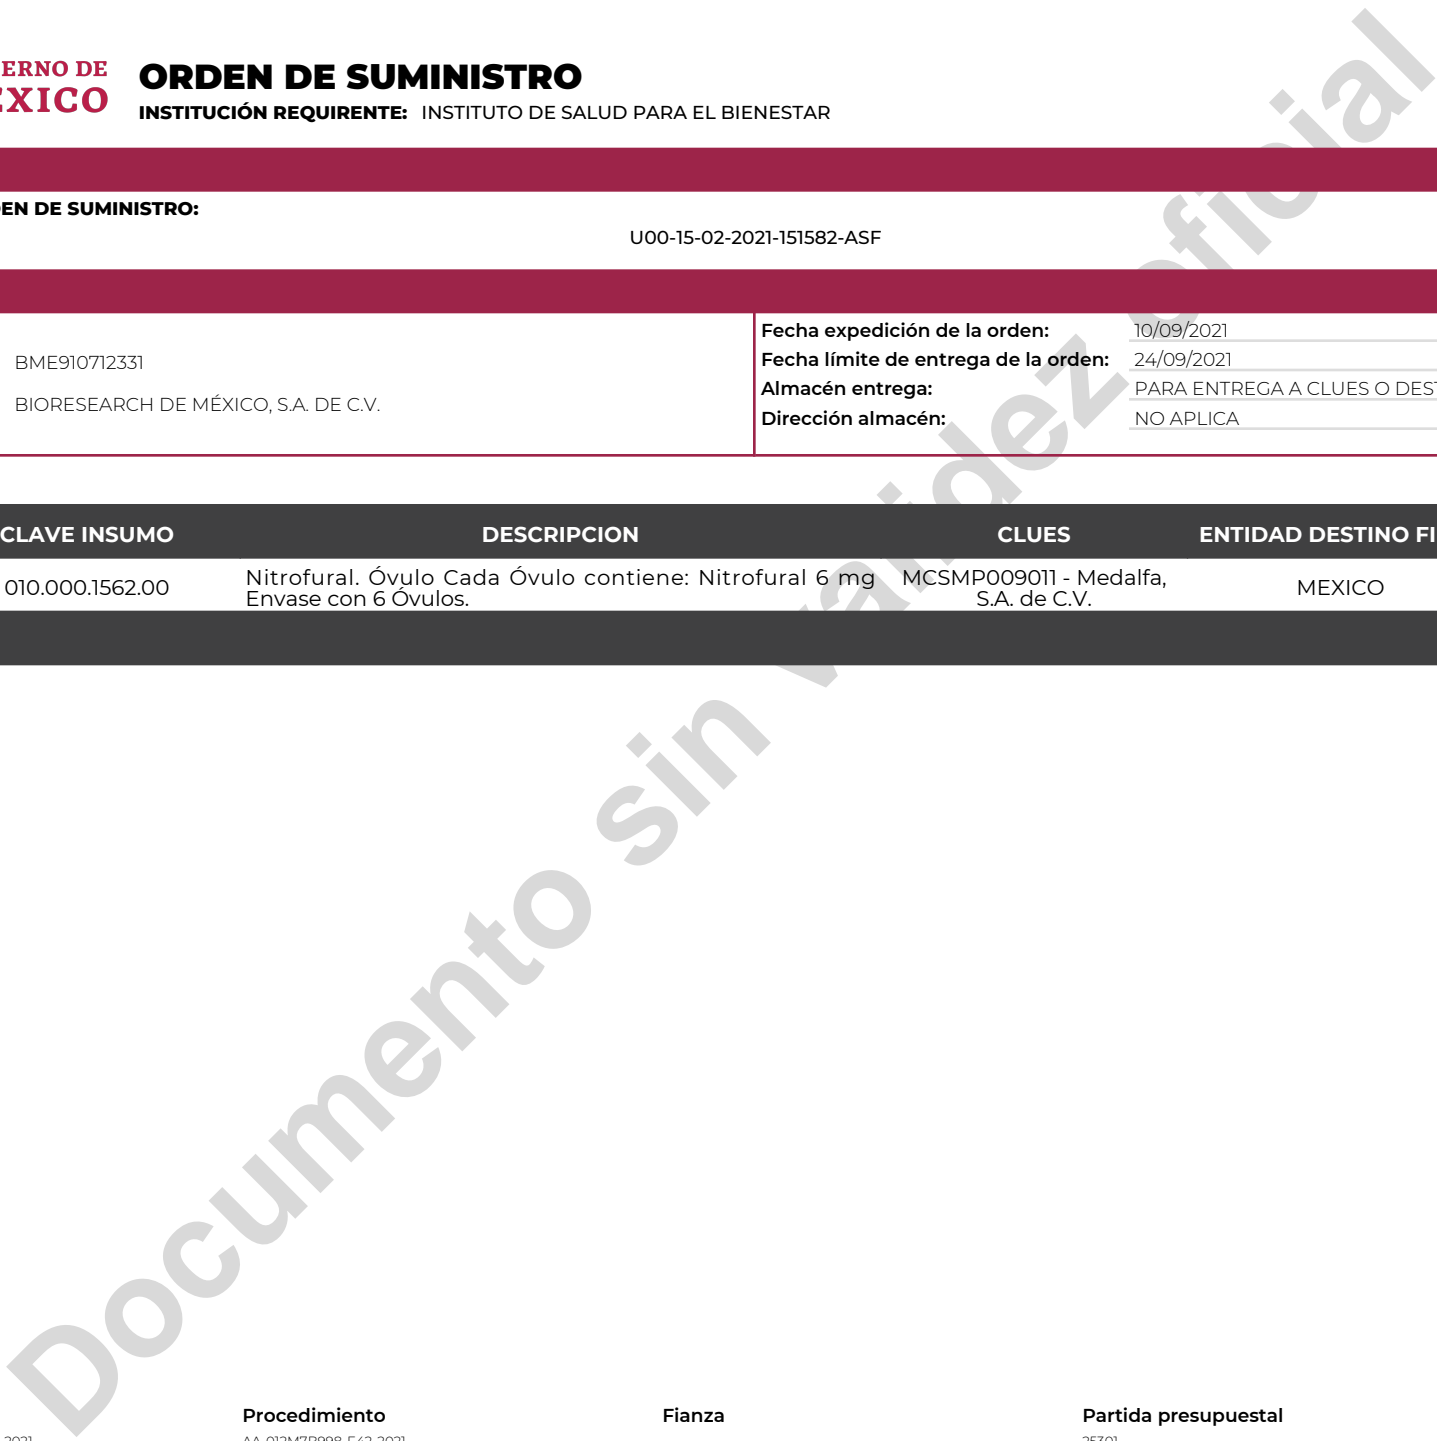 ERNO DE
ORDEN DE SUMINISTRO
EXICO
INSTITUCIÓN REQUIRENTE: INSTITUTO DE SALUD PARA EL BIENESTAR
EN DE SUMINISTRO:
U00-15-02-2021-151582-ASF
BME910712331
BIORESEARCH DE MÉXICO, S.A. DE C.V.
Fecha expedición de la orden: 10/09/2021
Fecha límite de entrega de la orden: 24/09/2021
Almacén entrega: PARA ENTREGA A CLUES O DEST
Dirección almacén: NO APLICA
CLAVE INSUMO DESCRIPCION CLUES ENTIDAD DESTINO FI
010.000.1562.00
Nitrofural. Óvulo Cada Óvulo contiene: Nitrofural 6 mg
Envase con 6 Óvulos.
MCSMP009011 - Medalfa,
S.A. de C.V.
MEXICO
Documento sin validez oficial
Procedimiento Fianza Partida presupuestal